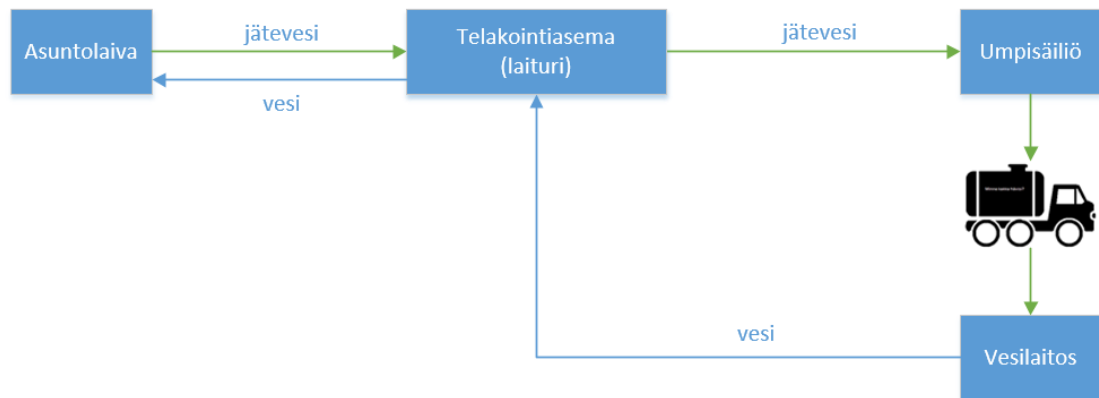 Asuntolaiva
jätevesi
Telakointiasema
(laituri)
jätevesi
Umpisäiliö
vesi
vesi
Vesilaitos